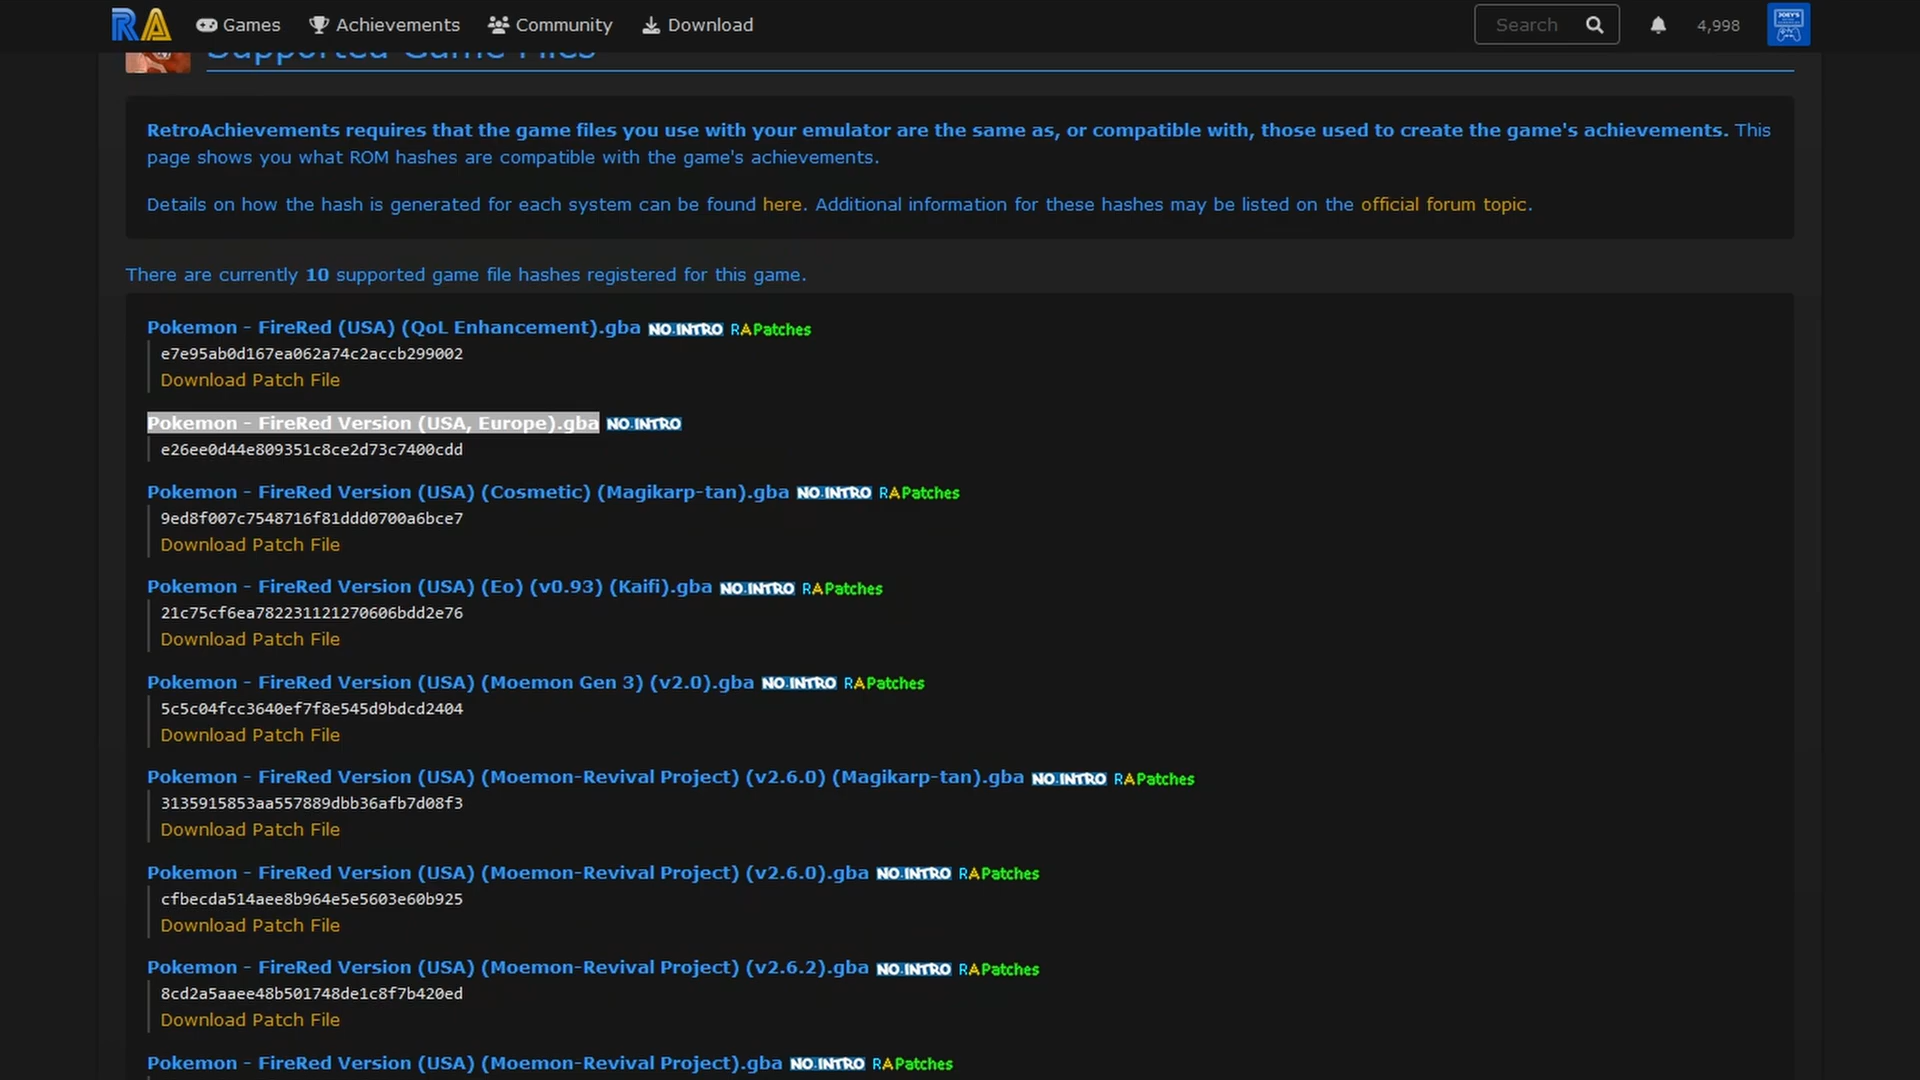 RA Games Achievements Community Download Search 4,998
Supported Game Files
RetroAchievements requires that the game files you use with your emulator are the same as, or compatible with, those used to create the game's achievements. This
page shows you what ROM hashes are compatible with the game's achievements.
Details on how the hash is generated for each system can be found here. Additional information for these hashes may be listed on the official forum topic.
There are currently 10 supported game file hashes registered for this game.
Pokemon - FireRed (USA) (QoL Enhancement).gba NO-INTRO RAPatches
e7e95ab0d167ea062a74c2accb299002
Download Patch File
Pokemon - FireRed Version (USA, Europe).gba NO-INTRO
e26ee0d44e809351c8ce2d73c7400cdd
Pokemon - FireRed Version (USA) (Cosmetic) (Magikarp-tan).gba NO-INTRO RAPatches
9ed8f007c7548716f81ddd0700a6bce7
Download Patch File
Pokemon - FireRed Version (USA) (Eo) (v0.93) (Kaifi).gba NO-INTRO RAPatches
21c75cf6ea782231121270606bdd2e76
Download Patch File
Pokemon - FireRed Version (USA) (Moemon Gen 3) (v2.0).gba NO-INTRO RAPatches
5c5c04fcc3640ef7f8e545d9bdcd2404
Download Patch File
Pokemon - FireRed Version (USA) (Moemon-Revival Project) (v2.6.0) (Magikarp-tan).gba NO-INTRO RAPatches
3135915853aa557889dbb36afb7d08f3
Download Patch File
Pokemon - FireRed Version (USA) (Moemon-Revival Project) (v2.6.0).gba NO-INTRO RAPatches
cfbecda514aee8b964e5e5603e60b925
Download Patch File
Pokemon - FireRed Version (USA) (Moemon-Revival Project) (v2.6.2).gba NO-INTRO RAPatches
8cd2a5aaee48b501748de1c8f7b420ed
Download Patch File
Pokemon - FireRed Version (USA) (Moemon-Revival Project).gba NO-INTRO RAPatches